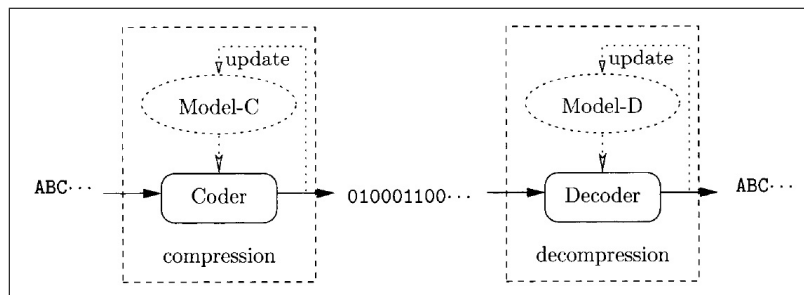 update
update
Model-C
Model-D
ABC···
Coder
010001100···
Decoder
ABC···
compression
decompression